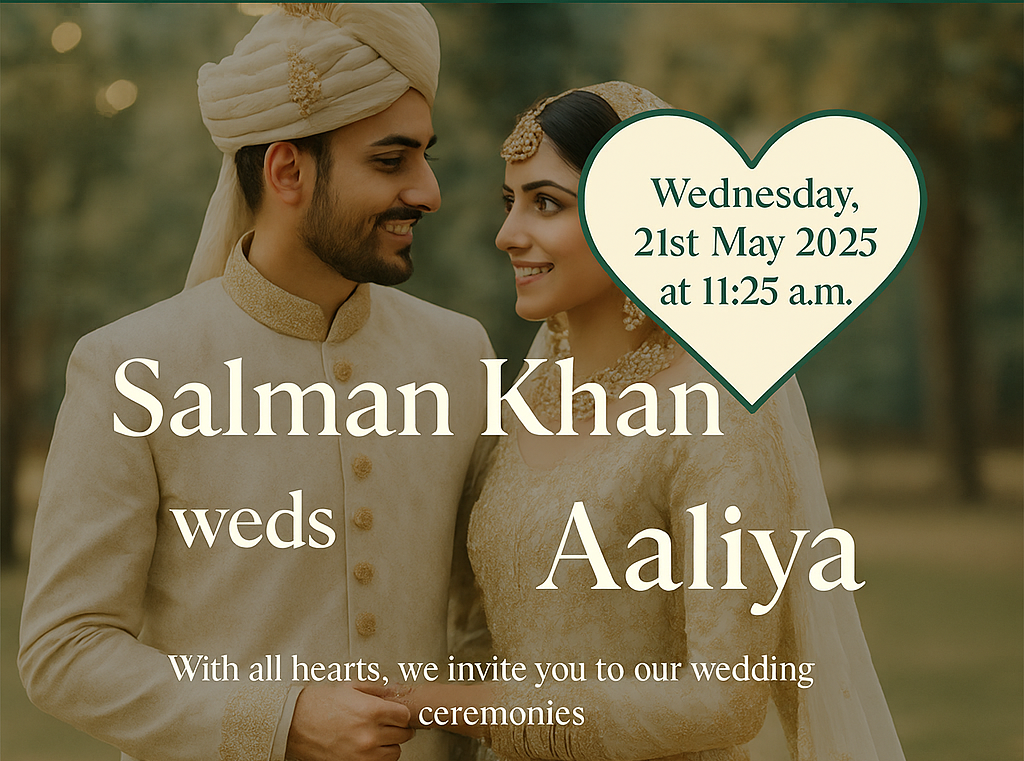 Wednesday,
21st May 2025
at 11:25 a.m.
Salman Khan
weds
Aaliya
With all hearts, we invite you to our wedding
ceremonies